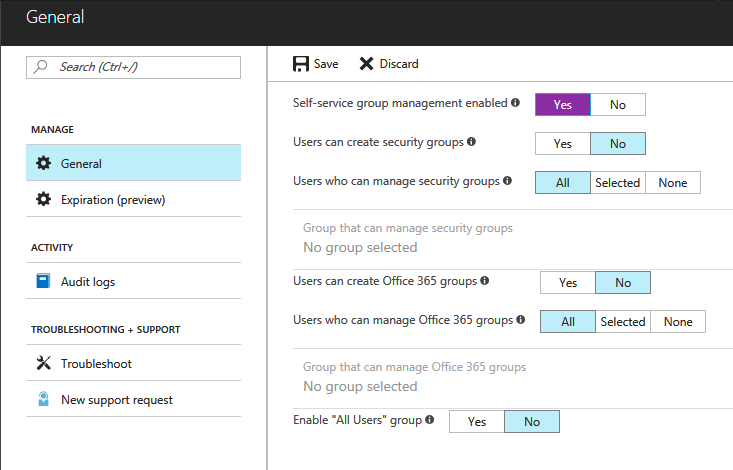 General
Search (Ctrl+/)
MANAGE
General
Expiration (preview)
ACTIVITY
Audit logs
TROUBLESHOOTING + SUPPORT
Troubleshoot
New support request
Save Discard
Self-service group management enabled Yes No
Users can create security groups Yes No
Users who can manage security groups All Selected None
Group that can manage security groups
No group selected
Users can create Office 365 groups Yes No
Users who can manage Office 365 groups All Selected None
Group that can manage Office 365 groups
No group selected
Enable "All Users" group Yes No